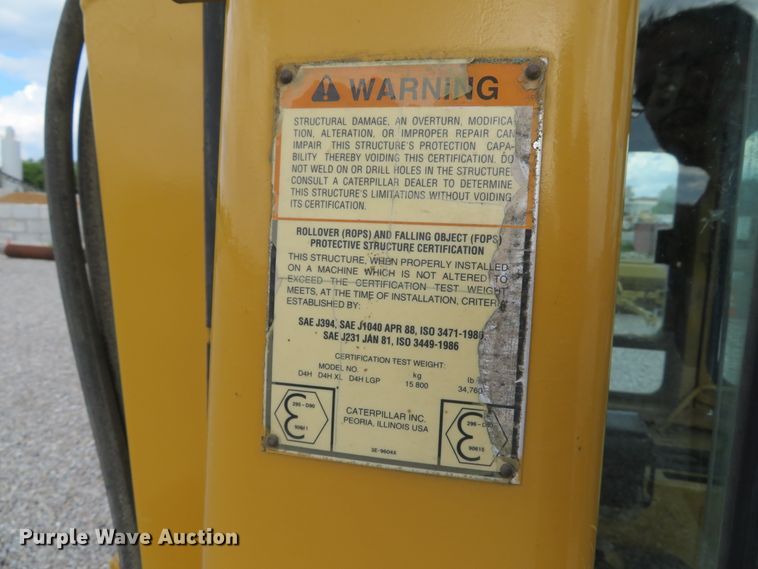 WARNING
STRUCTURAL DAMAGE, AN OVERTURN, MODIFICA-
TION, ALTERATION, OR IMPROPER REPAIR CAN
IMPAIR THIS STRUCTURE'S PROTECTION CAPA-
BILITY THEREBY VOIDING THIS CERTIFICATION. DO
NOT WELD ON OR DRILL HOLES IN THE STRUCTURE.
CONSULT A CATERPILLAR DEALER TO DETERMINE
THIS STRUCTURE'S LIMITATIONS WITHOUT VOIDING
ITS CERTIFICATION.
ROLLOVER (ROPS) AND FALLING OBJECT (FOPS)
PROTECTIVE STRUCTURE CERTIFICATION
THIS STRUCTURE, WHEN PROPERLY INSTALLED
ON A MACHINE WHICH IS NOT ALTERED TO
EXCEED THE CERTIFICATION TEST WEIGHT,
MEETS, AT THE TIME OF INSTALLATION, CRITERIA
ESTABLISHED BY:
SAE J394, SAE J1040 APR 88, ISO 3471-1980
SAE J231 JAN 81, ISO 3449-1986
CERTIFICATION TEST WEIGHT:
MODEL NO. kg lb
D4H D4H XL D4H LGP 15 800 34,760
295-D90
CATERPILLAR INC.
PEORIA, ILLINOIS USA
3E-9604X
Purple Wave Auction